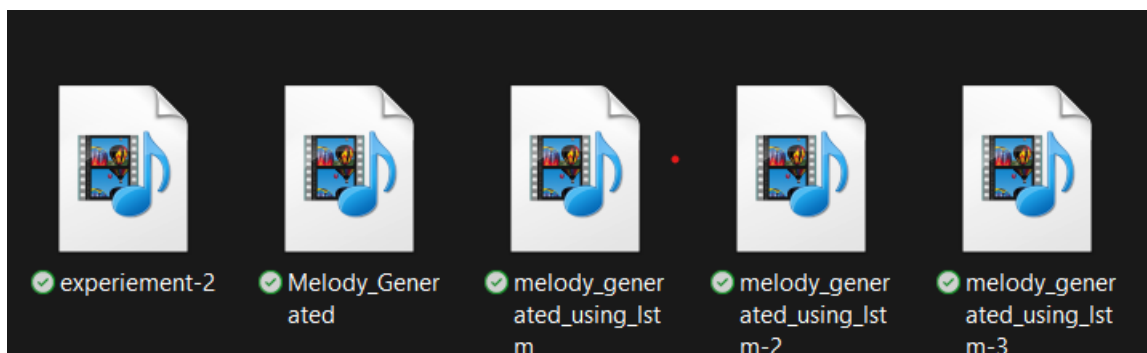 experiement-2
Melody_Gener
ated
melody_gener
ated_using_lst
m
melody_gener
ated_using_lst
m-2
melody_gener
ated_using_lst
m-3